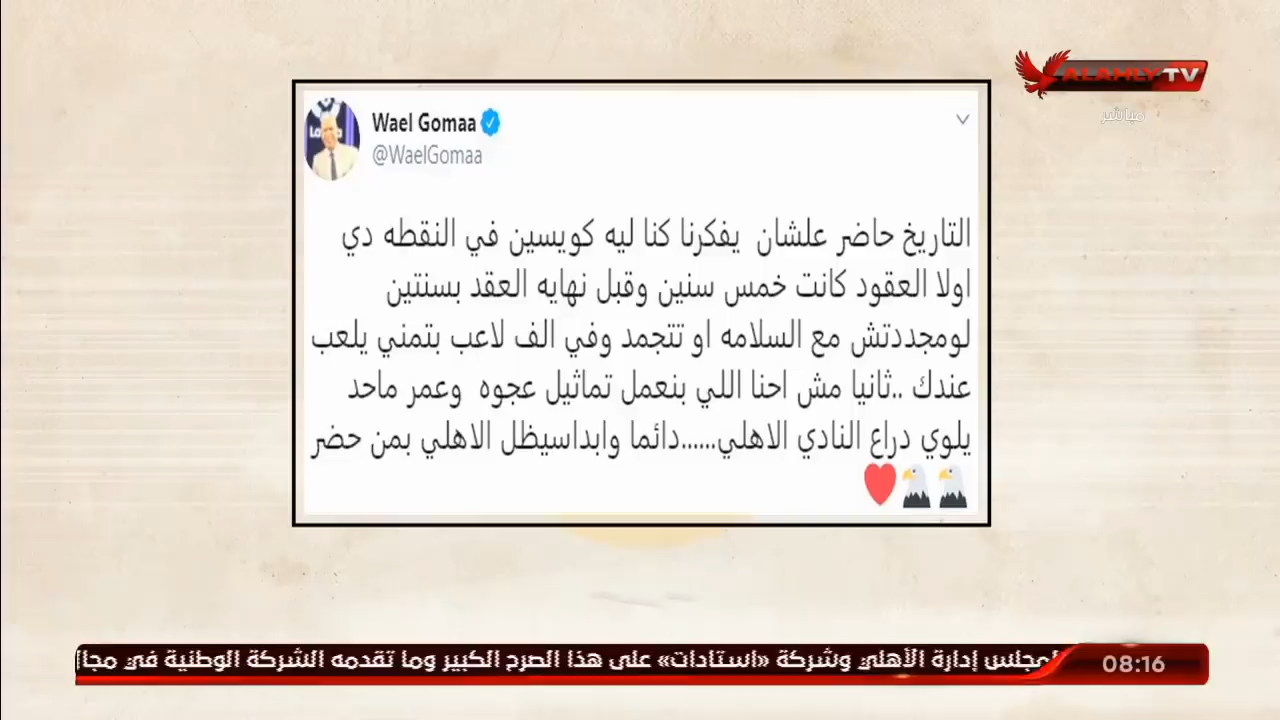 ALAHLY TV
مباشر
Wael Gomaa
@WaelGomaa
التاريخ حاضر علشان يفكرنا كنا ليه كويسين في النقطه دي
اولا العقود كانت خمس سنين وقبل نهايه العقد بسنتين
لومجددتش مع السلامه او تتجمد وفي الف لاعب بتمني يلعب
عندك ..ثانيا مش احنا اللي بنعمل تماثيل عجوه وعمر ماحد
يلوي دراع النادي الاهلي......دائما وابداسيظل الاهلي بمن حضر
🦅🦅❤️
لمجلس إدارة الأهلي وشركة «استادات» على هذا الصرح الكبير وما تقدمه الشركة الوطنية في مجا
08:16